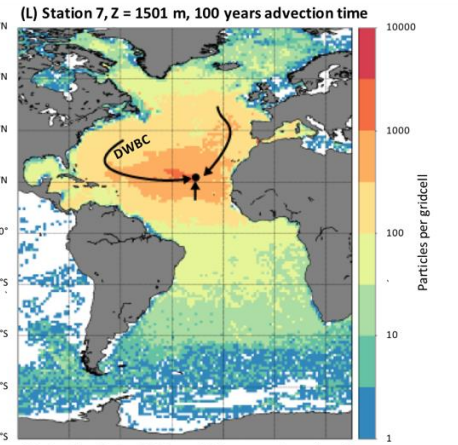 (L) Station 7, Z = 1501 m, 100 years advection time
10000
N
N
1000
N
DWBC
N
0°
100
Particles per gridcell
S
S
10
S
S
1